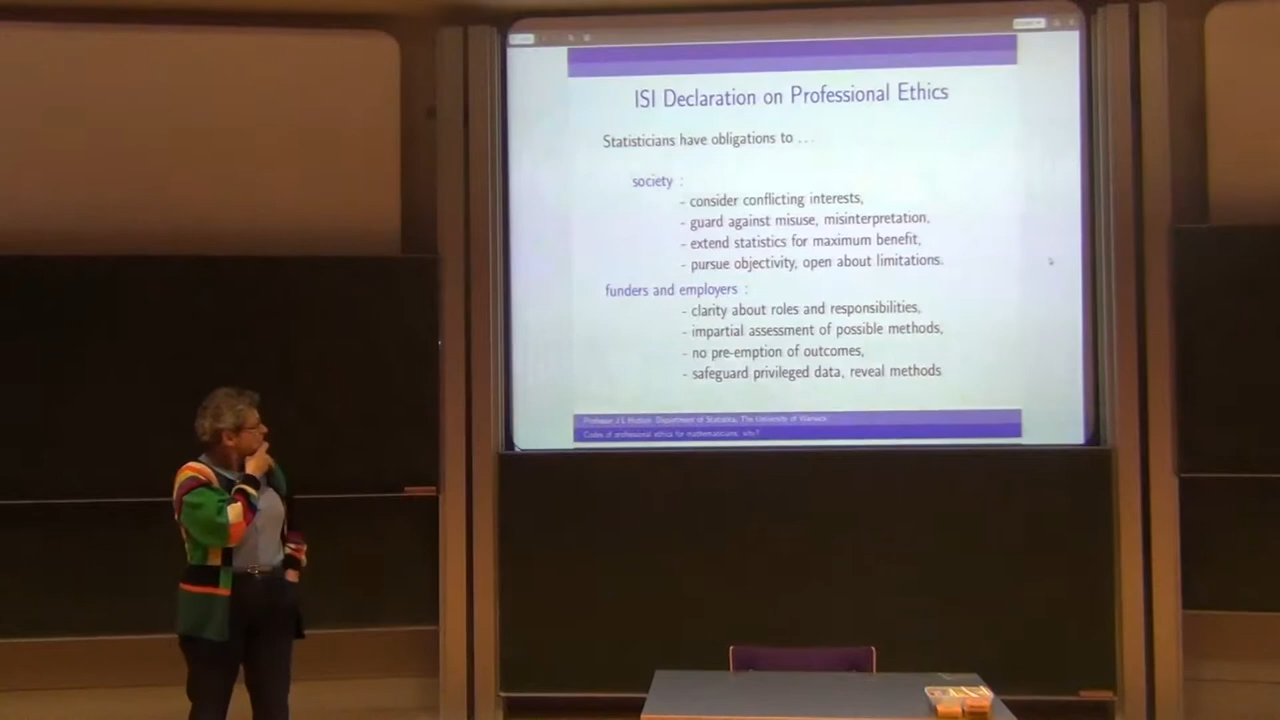 ISI Declaration on Professional Ethics
Statisticians have obligations to . . .
society :
- consider conflicting interests,
- guard against misuse, misinterpretation.
- extend statistics for maximum benefit,
- pursue objectivity, open about limitations.
funders and employers :
- clarity about roles and responsibilities,
- impartial assessment of possible methods,
- no pre-emption of outcomes,
- safeguard privileged data, reveal methods
Professor J L Hutton Department of Statistics, The University of Warwick
Codes of professional ethics for mathematicians: why?